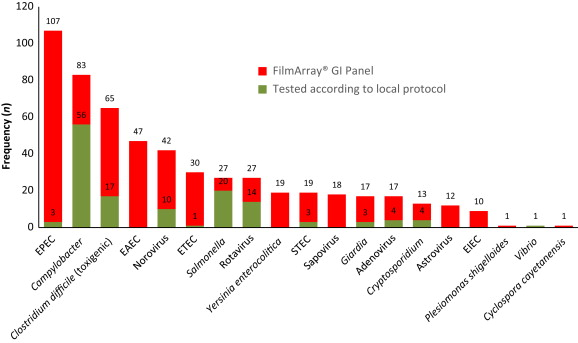 120
100
80
60
40
20
0
Frequency (n)
107
83
65
47
42
30
27
27
19
19
18
17
17
13
12
10
1
1
1
3
56
17
10
1
20
14
3
3
4
4
FilmArray® GI Panel
Tested according to local protocol
EPEC
Campylobacter
Clostridium difficile (toxigenic)
EAEC
Norovirus
ETEC
Salmonella
Rotavirus
Yersinia enterocolitica
STEC
Sapovirus
Giardia
Adenovirus
Cryptosporidium
Astrovirus
EIEC
Plesiomonas shigelloides
Vibrio
Cyclospora cayetanensis